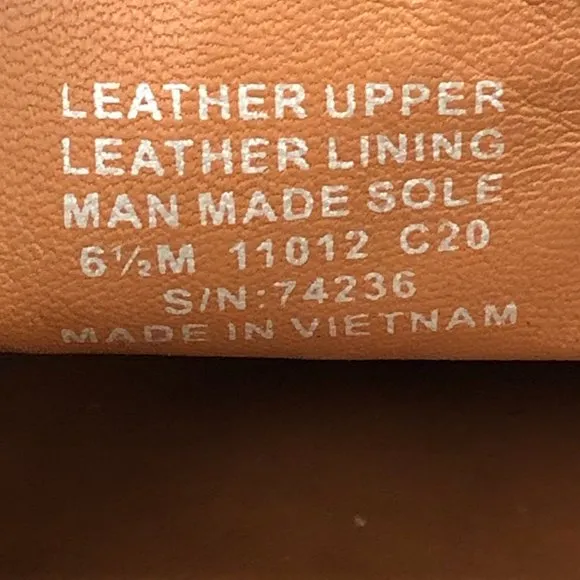 LEATHER UPPER
LEATHER LINING
MAN MADE SOLE
6½M 11012 C20
S/N:74236
MADE IN VIETNAM